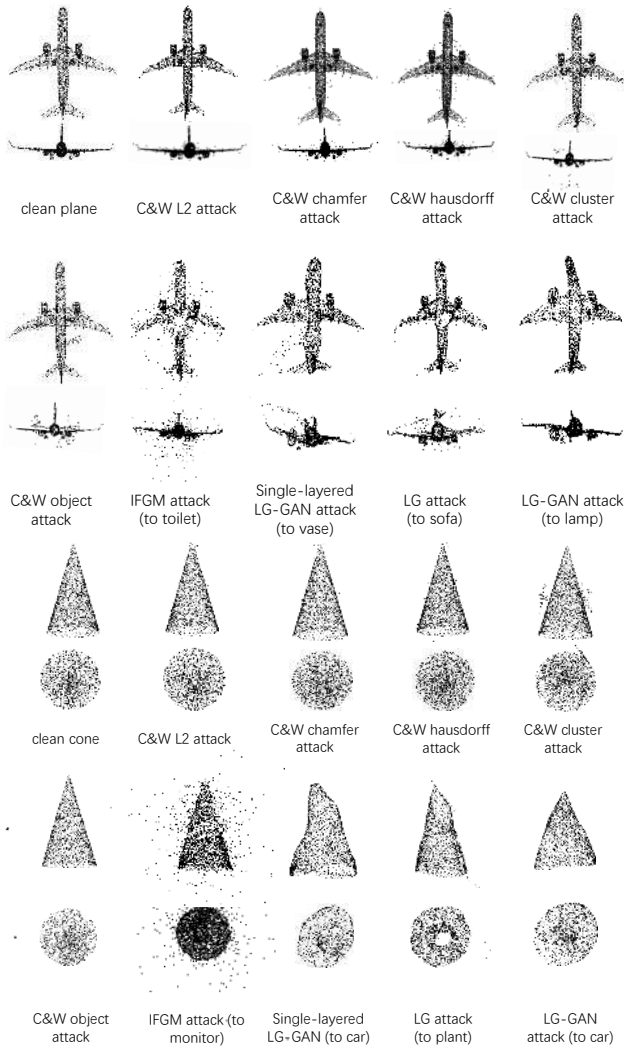 clean plane
C&W L2 attack
C&W chamfer
attack
C&W hausdorff
attack
C&W cluster
attack
C&W object
attack
IFGM attack
(to toilet)
Single-layered
LG-GAN attack
(to vase)
LG attack
(to sofa)
LG-GAN attack
(to lamp)
clean cone
C&W L2 attack
C&W chamfer
attack
C&W hausdorff
attack
C&W cluster
attack
C&W object
attack
IFGM attack (to
monitor)
Single-layered
LG-GAN (to car)
LG attack
(to plant)
LG-GAN
attack (to car)